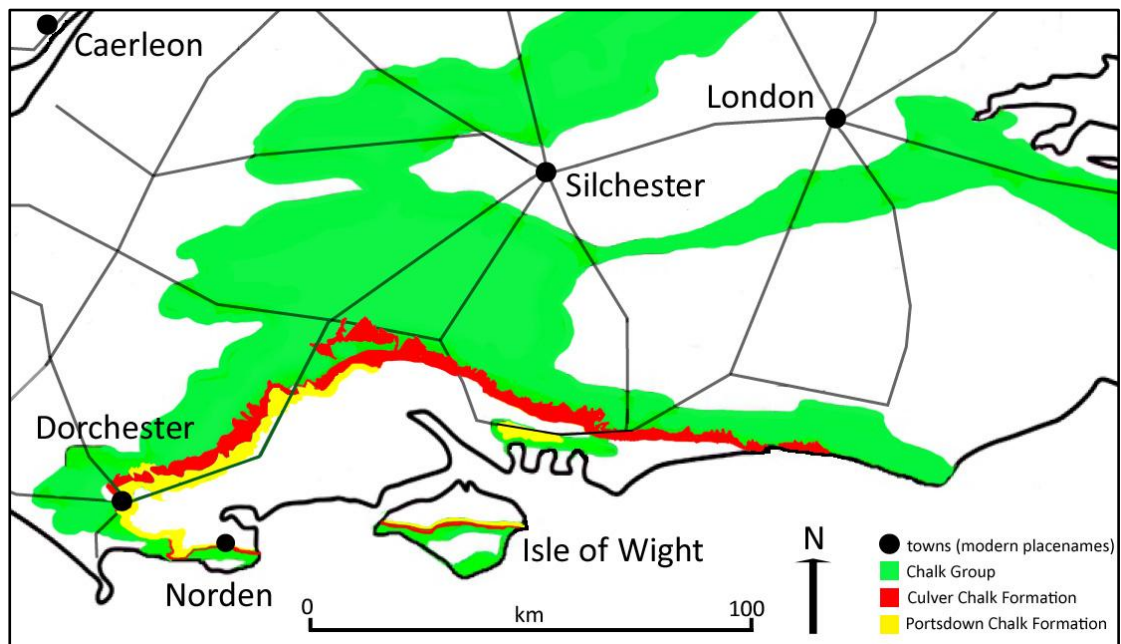 Caerleon
London
Silchester
Dorchester
Norden
Isle of Wight
N
0 km 100
towns (modern placenames)
Chalk Group
Culver Chalk Formation
Portsdown Chalk Formation